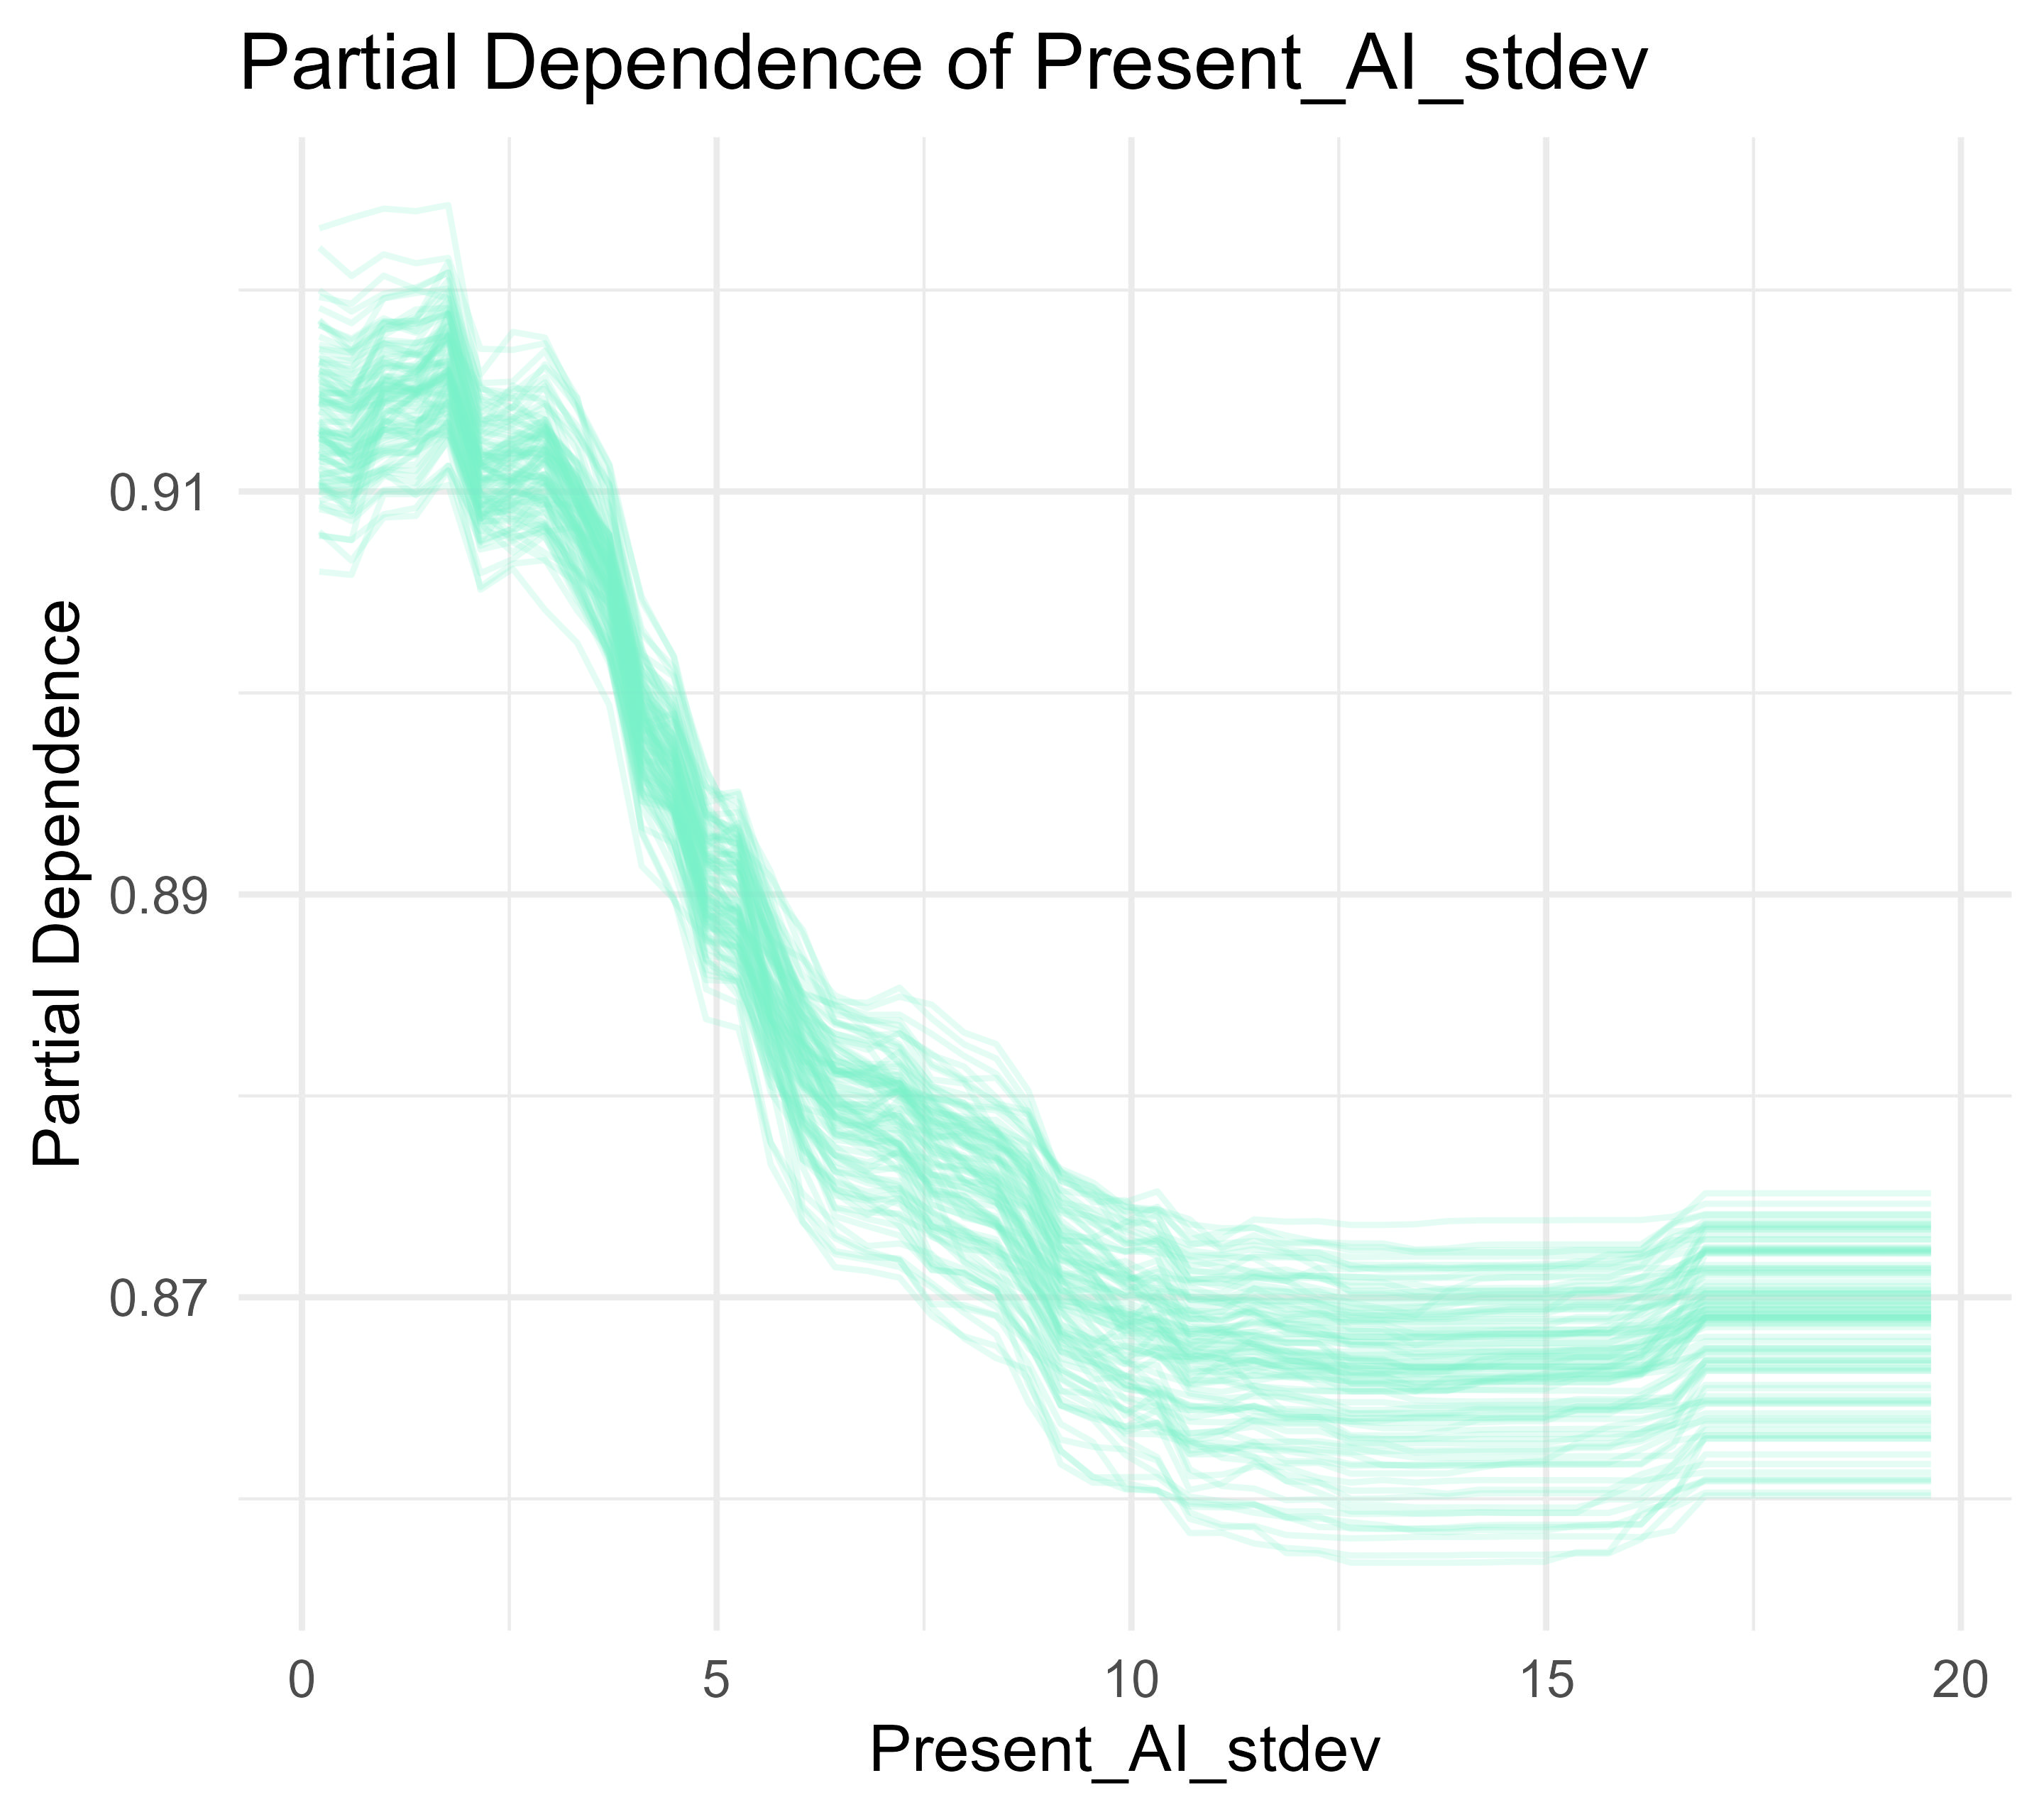 Partial Dependence of Present_AI_stdev
Partial Dependence
0.91
0.89
0.87
0
5
10
15
20
Present_AI_stdev